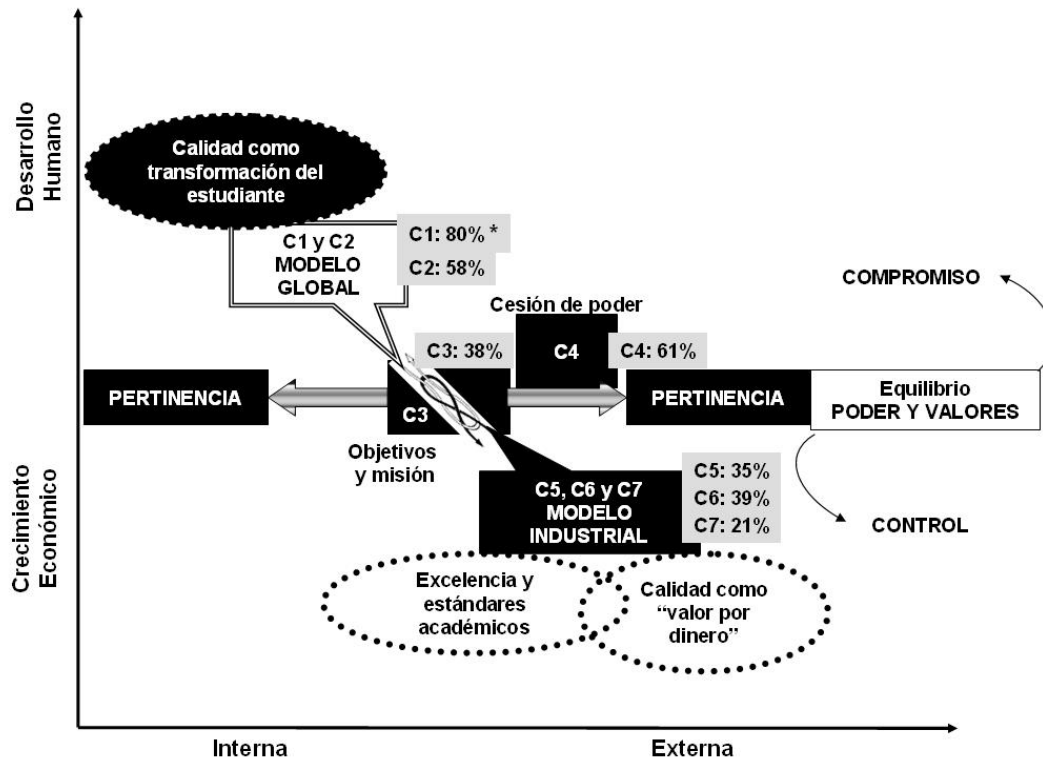 Desarrollo
Humano
Calidad como
transformación del
estudiante
C1 y C2
MODELO
GLOBAL
C1: 80% *
C2: 58%
Cesión de poder
COMPROMISO
C3: 38%
C4
C4: 61%
PERTINENCIA
C3
PERTINENCIA
Equilibrio
PODER Y VALORES
Objetivos
y misión
C5, C6 y C7
MODELO
INDUSTRIAL
C5: 35%
C6: 39%
C7: 21%
CONTROL
Crecimiento
Económico
Excelencia y
estándares
académicos
Calidad como
“valor por
dinero”
Interna
Externa